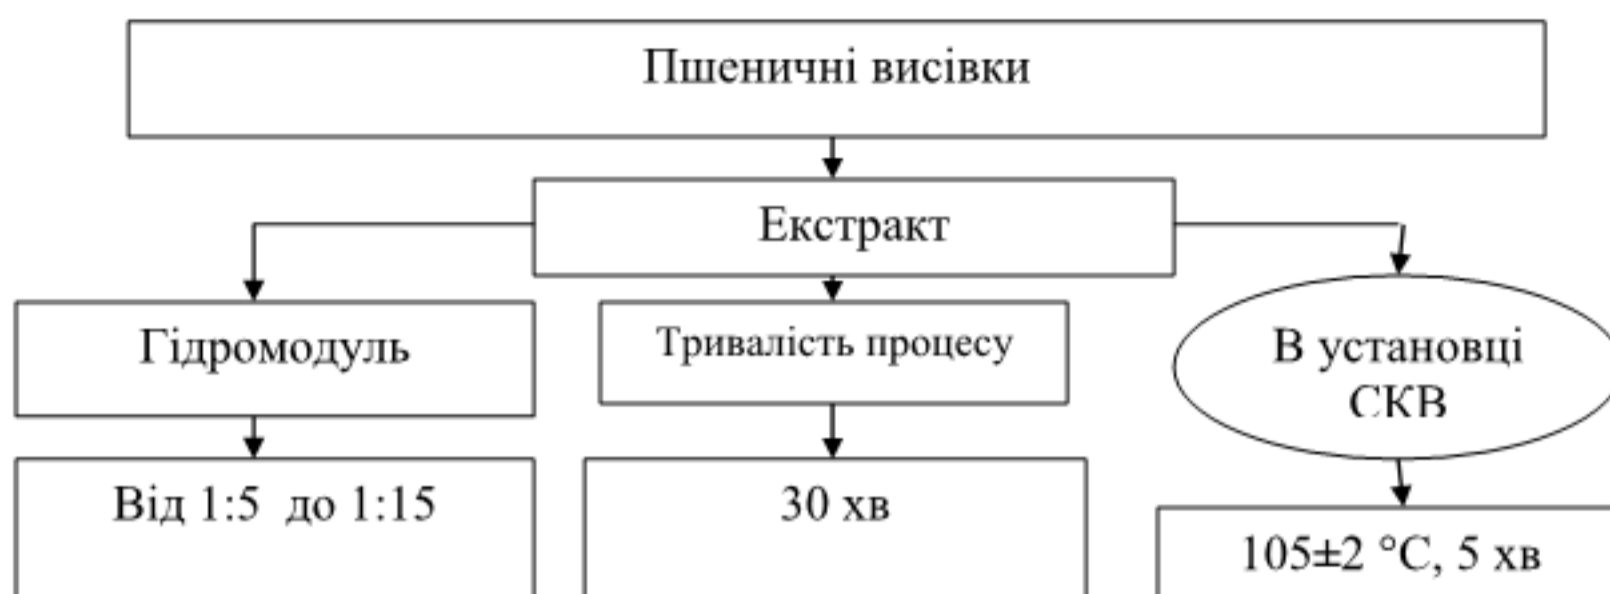 Пшеничні висівки
Екстракт
Гідромодуль
Тривалість процесу
В установці
СКВ
Від 1:5 до 1:15
30 хв
105±2 °С, 5 хв